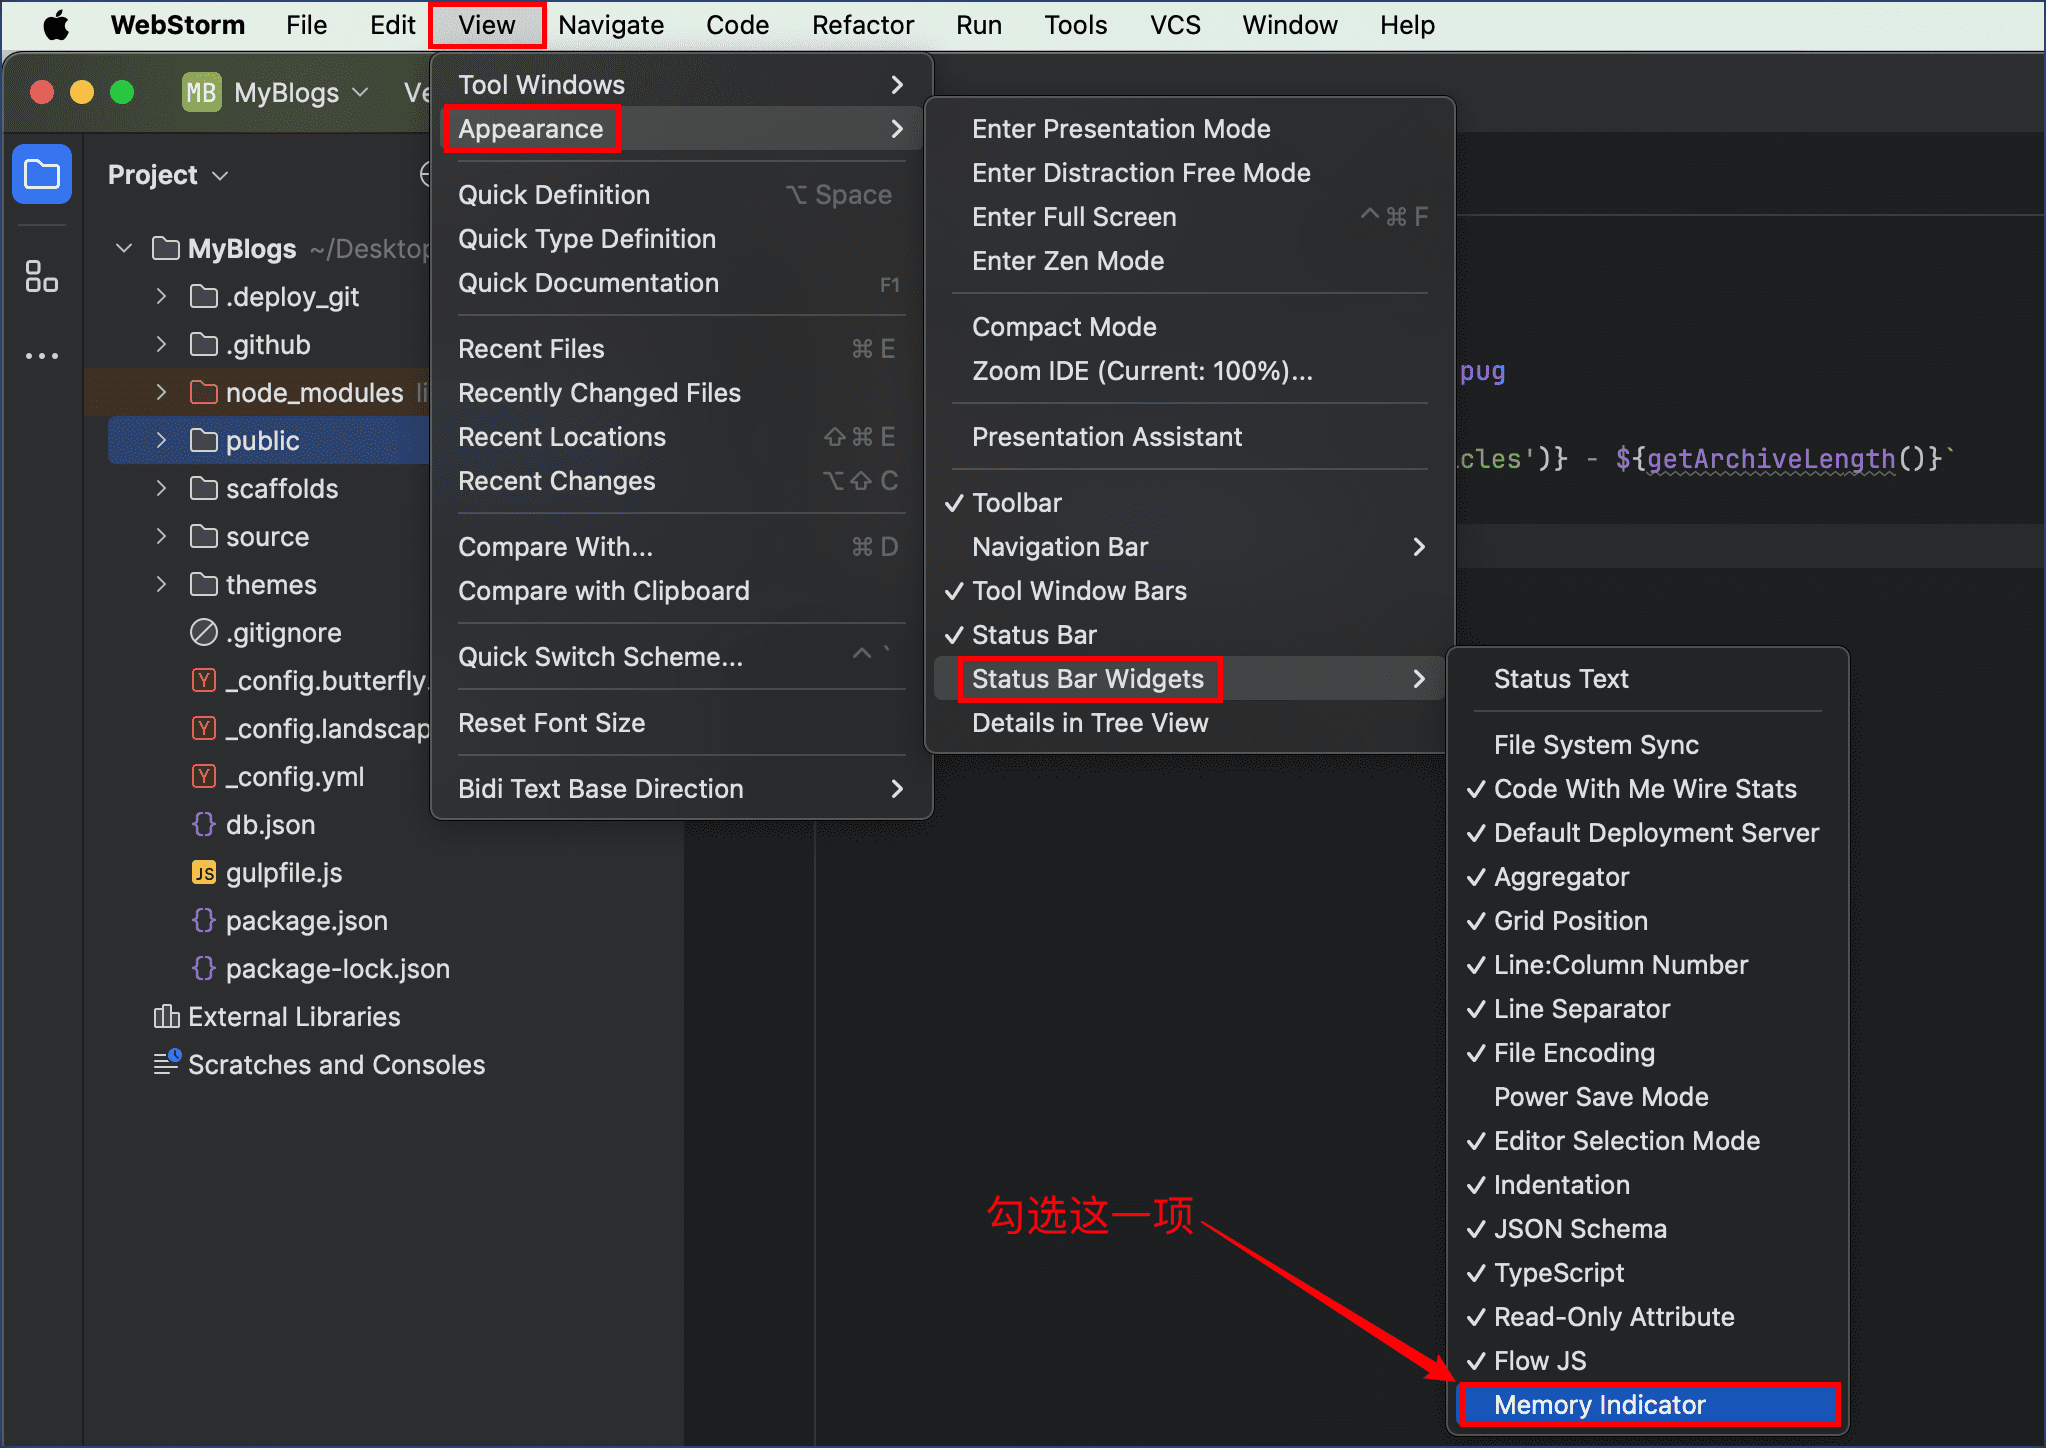 WebStorm File Edit View Navigate Code Refactor Run Tools VCS Window Help
MB MyBlogs
Project
MyBlogs ~/Desktop
.deploy_git
.github
node_modules
public
scaffolds
source
themes
.gitignore
Y _config.butterfly.
Y _config.landscap
Y _config.yml
{} db.json
JS gulpfile.js
{} package.json
{} package-lock.json
External Libraries
Scratches and Consoles
Tool Windows
Appearance
Quick Definition ⌥ Space
Quick Type Definition
Quick Documentation F1
Recent Files ⌘ E
Recently Changed Files
Recent Locations ⇧ ⌘ E
Recent Changes ⌥ ⇧ C
Compare With... ⌘ D
Compare with Clipboard
Quick Switch Scheme... ^ `
Reset Font Size
Bidi Text Base Direction
Enter Presentation Mode
Enter Distraction Free Mode
Enter Full Screen ^ ⌘ F
Enter Zen Mode
Compact Mode
Zoom IDE (Current: 100%)...
Presentation Assistant
✓ Toolbar
Navigation Bar
✓ Tool Window Bars
✓ Status Bar
Status Bar Widgets
Details in Tree View
pug
cles')} - ${getArchiveLength()}`
Status Text
File System Sync
✓ Code With Me Wire Stats
✓ Default Deployment Server
✓ Aggregator
✓ Grid Position
✓ Line:Column Number
✓ Line Separator
✓ File Encoding
Power Save Mode
✓ Editor Selection Mode
✓ Indentation
✓ JSON Schema
✓ TypeScript
✓ Read-Only Attribute
✓ Flow JS
Memory Indicator
勾选这一项